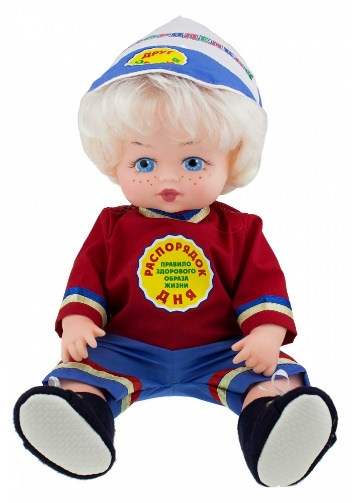 ДРУГ
РАСПОРЯДОК
ПРАВИЛО
ЗДОРОВОГО
ОБРАЗА
ЖИЗНИ
ДНЯ